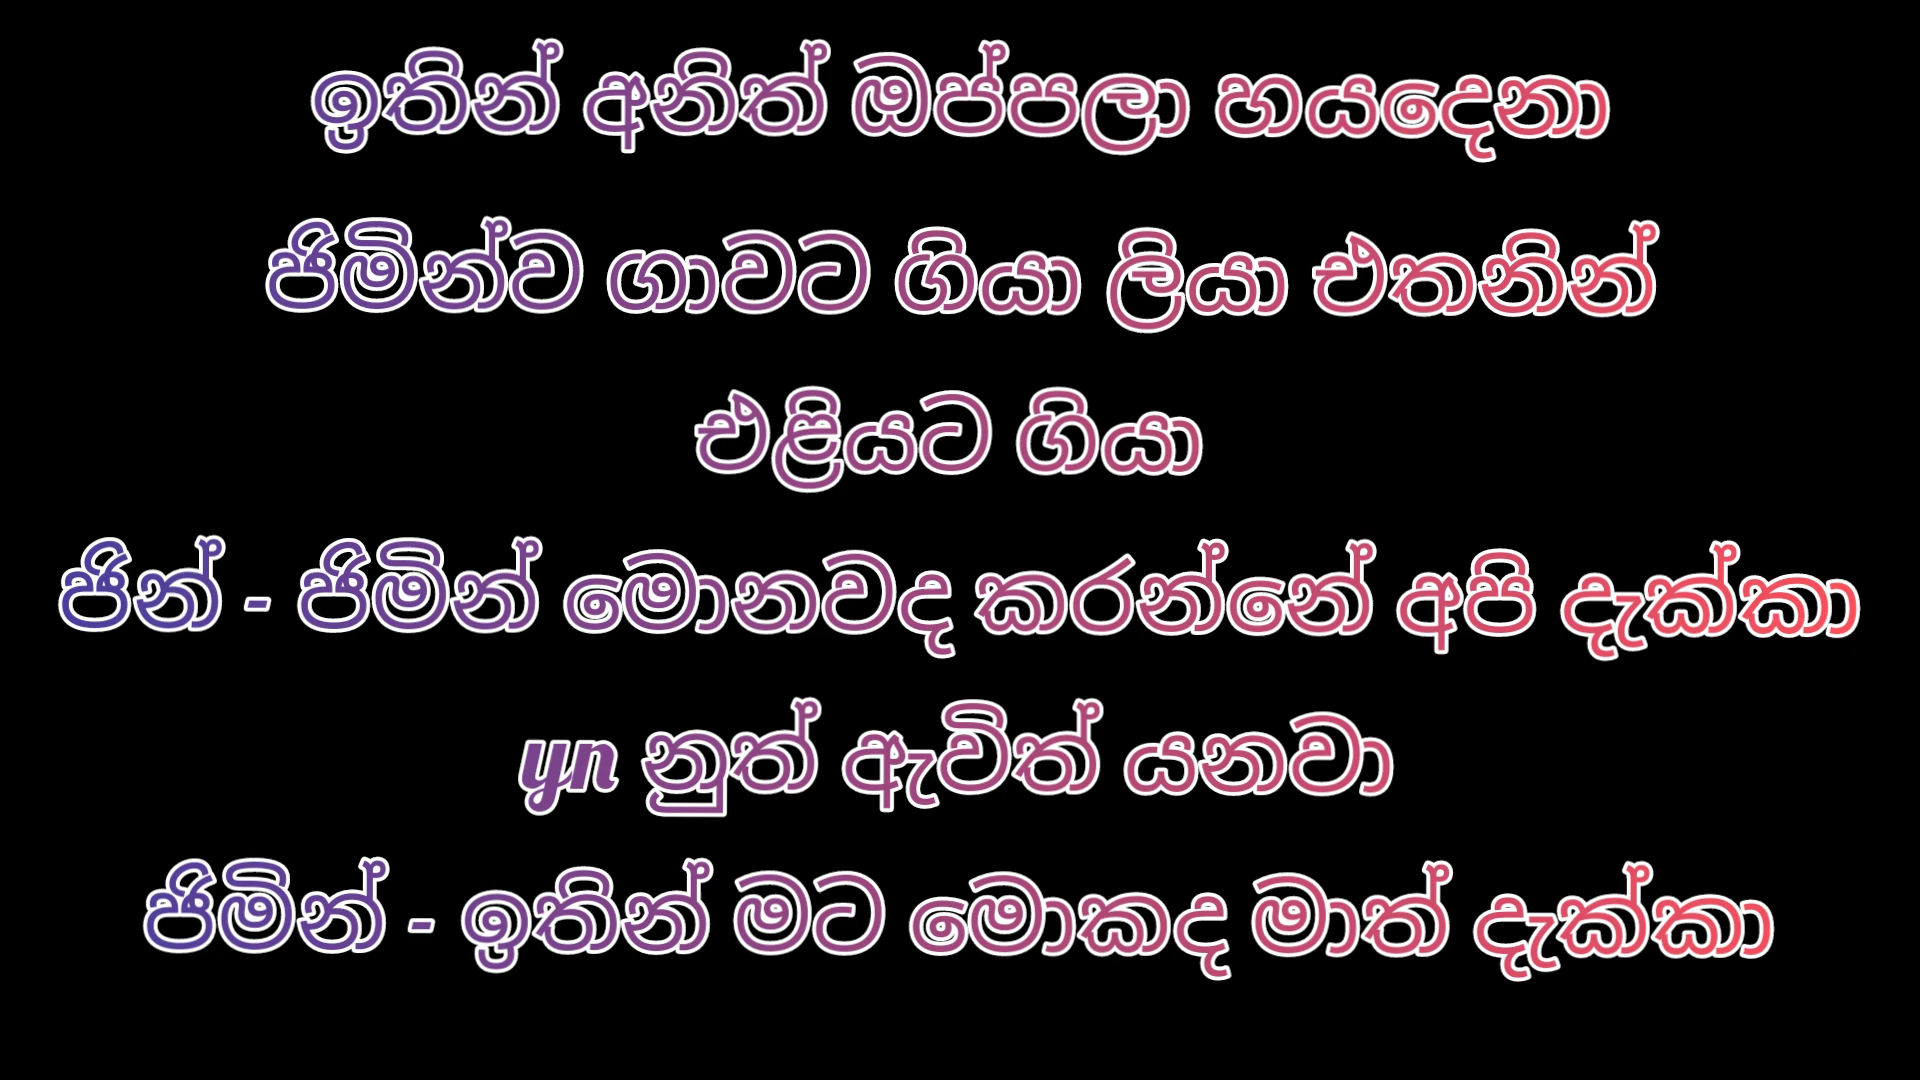 ඉතින් අනිත් ඔප්පලා හයදෙනා
ජිමින්ව ගාවට ගියා ලියා එතනින්
එළියට ගියා
ජින් - ජිමින් මොනවද කරන්නේ අපි දැක්කා
yn නුත් ඇවිත් යනවා
ජිමින් - ඉතින් මට මොකද මාත් දැක්කා